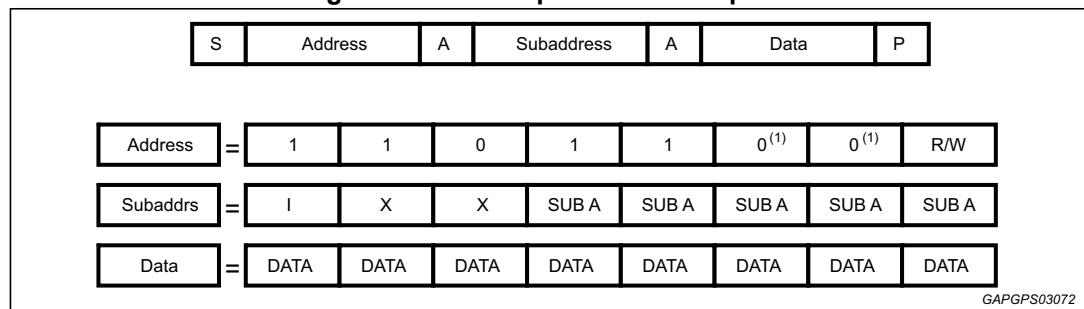 S Address A Subaddress A Data P
Address = 1 1 0 1 1 0(1) 0(1) R/W
Subaddrs = I X X SUB A SUB A SUB A SUB A SUB A
Data = DATA DATA DATA DATA DATA DATA DATA DATA
GAPGPS03072